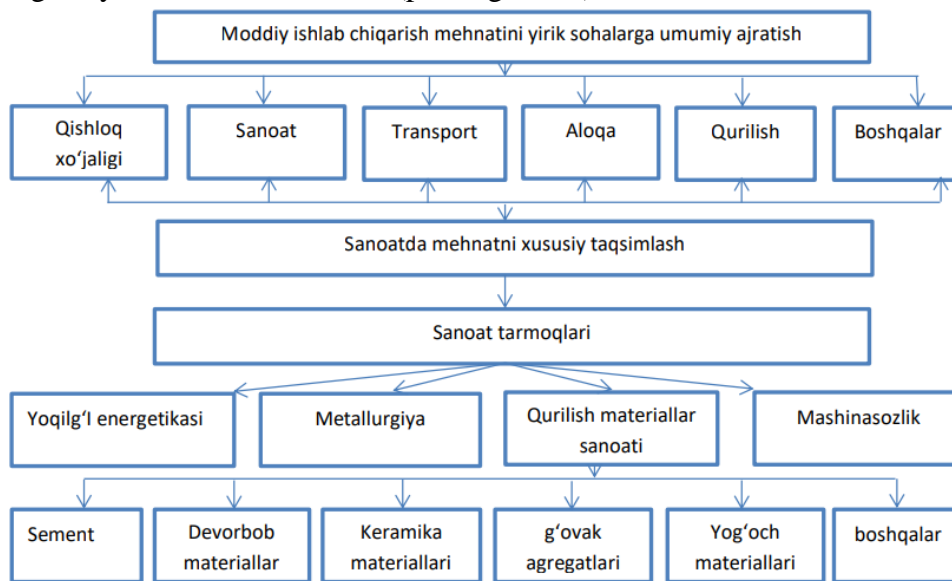 Moddiy ishlab chiqarish mehnatini yirik sohalarga umumiy ajratish
Qishloq
xo‘jaligi
Sanoat
Transport
Aloqa
Qurilish
Boshqalar
Sanoatda mehnatni xususiy taqsimlash
Sanoat tarmoqlari
Yoqilg‘l energetikasi
Metallurgiya
Qurilish materiallar
sanoati
Mashinasozlik
Sement
Devorbob
materiallar
Keramika
materiallari
g‘ovak
agregatlari
Yog‘och
materiallari
boshqalar